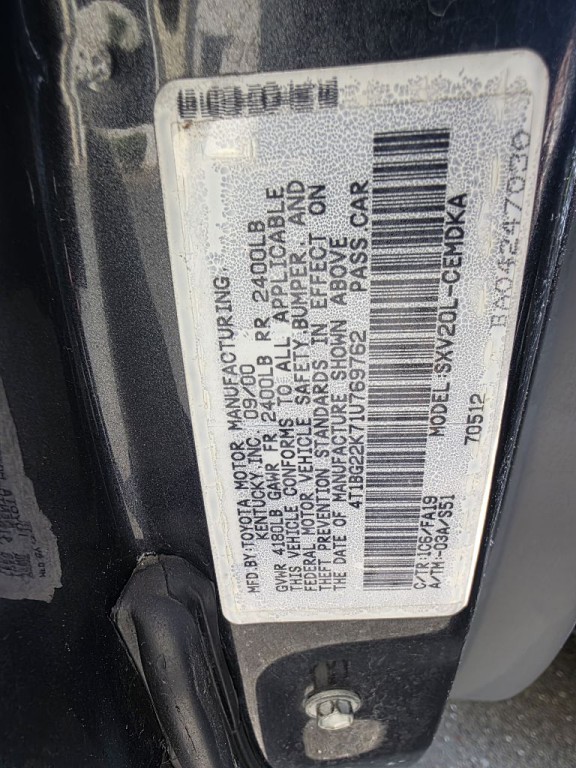 MFD. BY: TOYOTA MOTOR MANUFACTURING
KENTUCKY, INC. 09/00
GVWR 4180LB GAWR FR 2400LB RR 2400LB
THIS VEHICLE CONFORMS TO ALL APPLICABLE
FEDERAL MOTOR VEHICLE SAFETY, BUMPER, AND
THEFT PREVENTION STANDARDS IN EFFECT ON
THE DATE OF MANUFACTURE SHOWN ABOVE
4T1BG22K71U769762 PASS CAR
C/TR:1C6/FA19 MODEL:SXV20L-CEMDKA
A/TM:-03A/S51 70512
BA04247030